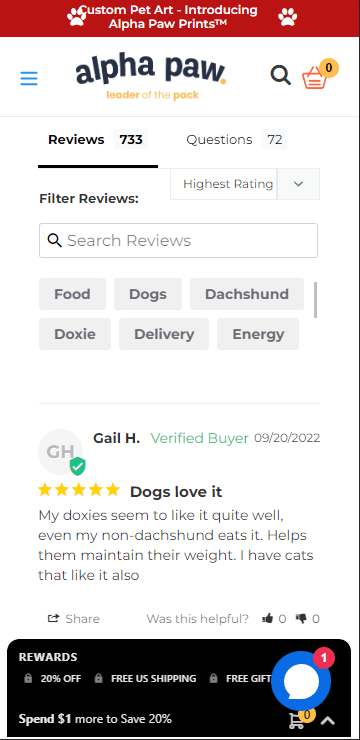 Custom Pet Art - Introducing
Alpha Paw Prints™
alpha paw.
leader of the pack
0
Reviews 733 Questions 72
Highest Rating
Filter Reviews:
Search Reviews
Food Dogs Dachshund
Doxie Delivery Energy
GH
Gail H. Verified Buyer 09/20/2022
Dogs love it
My doxies seem to like it quite well,
even my non-dachshund eats it. Helps
them maintain their weight. I have cats
that like it also
Share Was this helpful? 0 0
REWARDS
1
20% OFF FREE US SHIPPING FREE GIFT
Spend $1 more to Save 20%
0